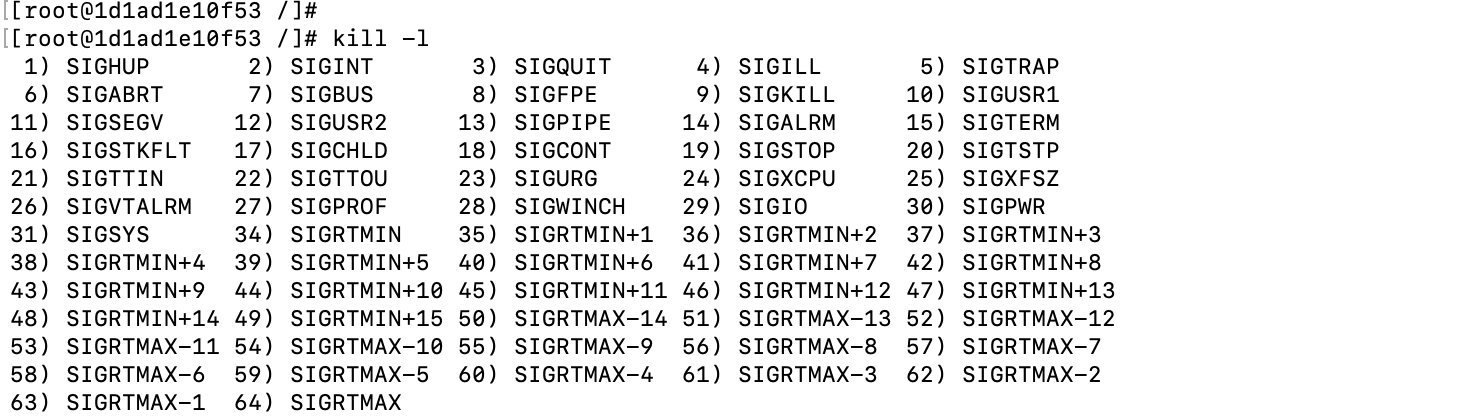 [[root@1d1ad1e10f53 /]#
[[root@1d1ad1e10f53 /]# kill -l
 1) SIGHUP       2) SIGINT       3) SIGQUIT      4) SIGILL       5) SIGTRAP
 6) SIGABRT      7) SIGBUS       8) SIGFPE       9) SIGKILL     10) SIGUSR1
11) SIGSEGV     12) SIGUSR2     13) SIGPIPE     14) SIGALRM     15) SIGTERM
16) SIGSTKFLT   17) SIGCHLD     18) SIGCONT     19) SIGSTOP     20) SIGTSTP
21) SIGTTIN     22) SIGTTOU     23) SIGURG      24) SIGXCPU     25) SIGXFSZ
26) SIGVTALRM   27) SIGPROF     28) SIGWINCH    29) SIGIO       30) SIGPWR
31) SIGSYS      34) SIGRTMIN    35) SIGRTMIN+1  36) SIGRTMIN+2  37) SIGRTMIN+3
38) SIGRTMIN+4  39) SIGRTMIN+5  40) SIGRTMIN+6  41) SIGRTMIN+7  42) SIGRTMIN+8
43) SIGRTMIN+9  44) SIGRTMIN+10 45) SIGRTMIN+11 46) SIGRTMIN+12 47) SIGRTMIN+13
48) SIGRTMIN+14 49) SIGRTMIN+15 50) SIGRTMAX-14 51) SIGRTMAX-13 52) SIGRTMAX-12
53) SIGRTMAX-11 54) SIGRTMAX-10 55) SIGRTMAX-9  56) SIGRTMAX-8  57) SIGRTMAX-7
58) SIGRTMAX-6  59) SIGRTMAX-5  60) SIGRTMAX-4  61) SIGRTMAX-3  62) SIGRTMAX-2
63) SIGRTMAX-1  64) SIGRTMAX